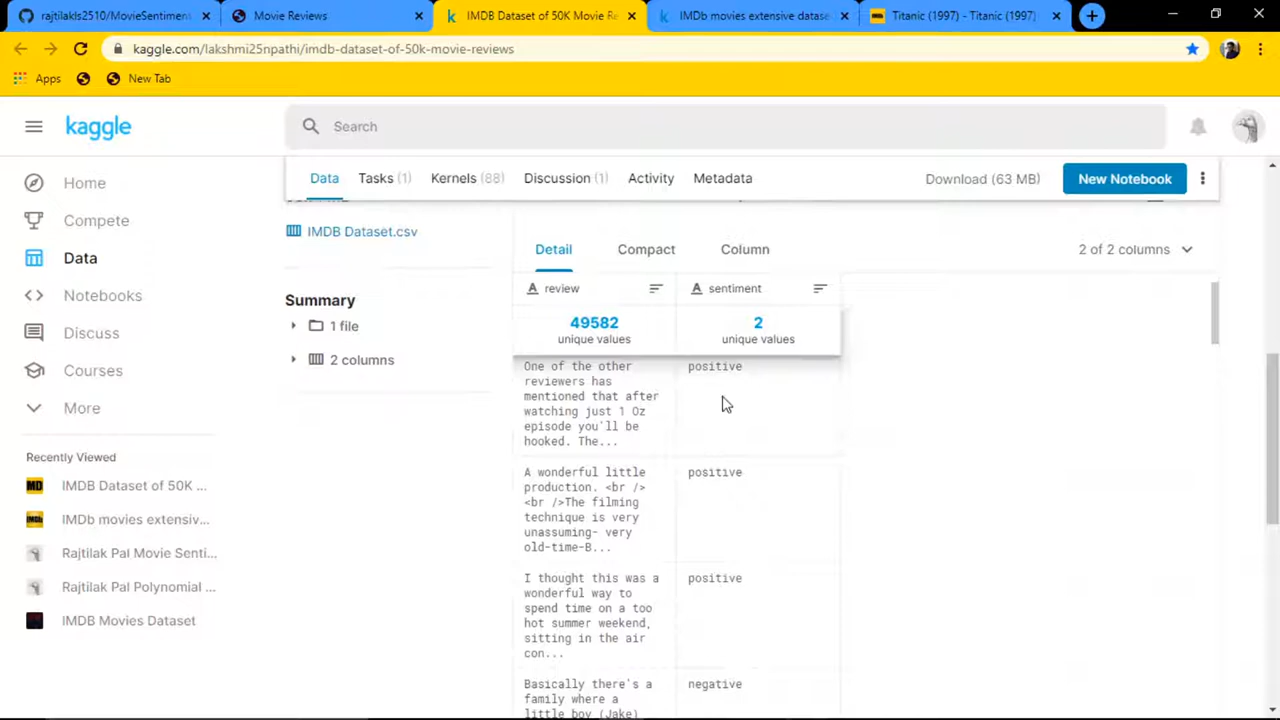 rajtilakls2510/MovieSentimen
Movie Reviews
IMDB Dataset of 50K Movie Re
IMDb movies extensive datase
Titanic (1997) - Titanic (1997)
kaggle.com/lakshmi25npathi/imdb-dataset-of-50k-movie-reviews
Apps
New Tab
kaggle
Search
Data
Tasks (1)
Kernels (88)
Discussion (1)
Activity
Metadata
Download (63 MB)
New Notebook
Home
Compete
Data
Notebooks
Discuss
Courses
More
Recently Viewed
IMDB Dataset of 50K ...
IMDb movies extensiv...
Rajtilak Pal Movie Senti...
Rajtilak Pal Polynomial ...
IMDB Movies Dataset
IMDB Dataset.csv
Summary
1 file
2 columns
Detail
Compact
Column
2 of 2 columns
A review
A sentiment
49582
unique values
2
unique values
One of the other
reviewers has
mentioned that after
watching just 1 Oz
episode you'll be
hooked. The...
positive
A wonderful little
production. <br />
<br />The filming
technique is very
unassuming- very
old-time-B...
positive
I thought this was a
wonderful way to
spend time on a too
hot summer weekend,
sitting in the air
con...
positive
Basically there's a
family where a
little boy (Jake)
negative